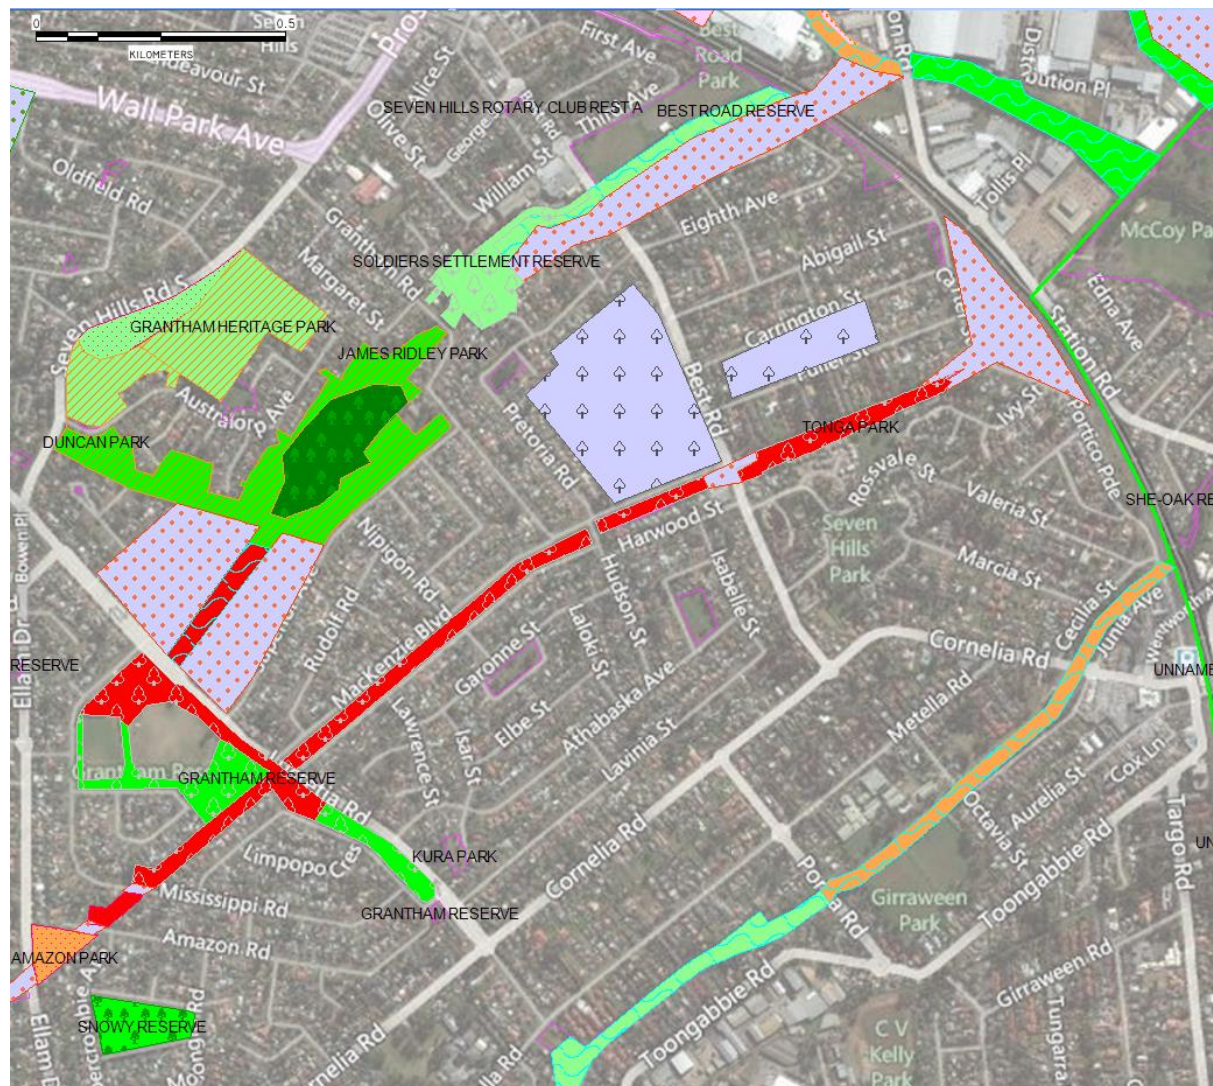 0
0.5
KILOMETERS
Seven
Hills
Endeavour St
Wall Park Ave
Oldfield Rd
Alice St
Olive St
First Ave
Best
Road
Park
SEVEN HILLS ROTARY CLUB REST A
Third Ave
BEST ROAD RESERVE
William St
Tollis Pl
McCoy Pa
Eighth Ave
Abigail St
Grantham Rd
Margaret St
SOLDIERS SETTLEMENT RESERVE
Edna Ave
Seven Hills Rd S
GRANTHAM HERITAGE PARK
JAMES RIDLEY PARK
Carrington St
Station Rd
Best Rd
Fuller St
Ivy St
Portico Pde
Pretoria Rd
DUNCAN PARK
TONGA PARK
Rossvale St
Valeria St
SHE-OAK RE
Bowen Pl
Nipigon Rd
Harwood St
Seven
Hills
Park
Marcia St
Cecilia St
Junia Ave
Ellam Dr
Rudolf Rd
Hudson St
Isabelle St
Laloki St
Mackenzie Blvd
Garonne St
Cornelia Rd
RESERVE
UNNAME
Elbe St
Athabaska Ave
Lavinia St
Metella Rd
Lawrence St
Isar St
Cox Ln
GRANTHAM RESERVE
Aurelia St
Octavia St
Targo Rd
UN
Limpopo Cres
KURA PARK
Cornelia Rd
Toongabbie Rd
Mississippi Rd
GRANTHAM RESERVE
Girraween
Park
Amazon Rd
AMAZON PARK
Girraween Rd
SNOWY RESERVE
Toongabbie Rd
Kelly
Park